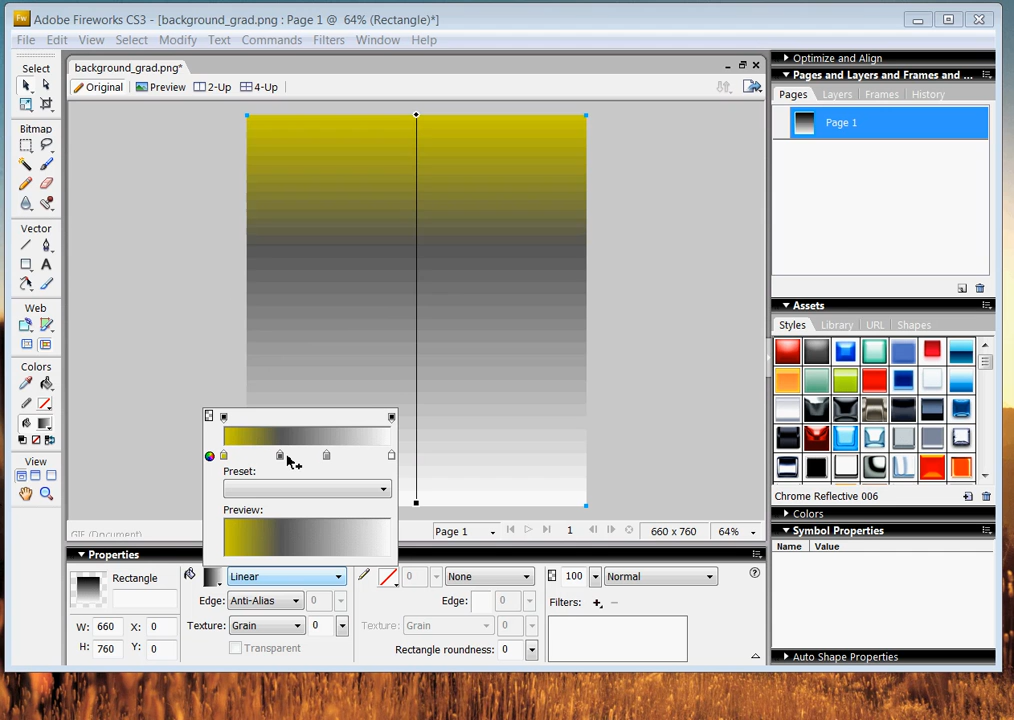 Fw Adobe Fireworks CS3 - [background_grad.png : Page 1 @ 64% (Rectangle)*]
File Edit View Select Modify Text Commands Filters Window Help
Select
Bitmap
Vector
Web
Colors
View
background_grad.png*
Original Preview 2-Up 4-Up
Preset:
Preview:
GIF (Document)
Page 1 1 660 x 760 64%
Properties
Rectangle
W: 660 X: 0
H: 760 Y: 0
Linear
Edge: Anti-Alias 0
Texture: Grain 0
Transparent
0 None
Edge: 0
Texture: Grain 0
Rectangle roundness: 0
100 Normal
Filters:
Optimize and Align
Pages and Layers and Frames and ...
Pages Layers Frames History
Page 1
Assets
Styles Library URL Shapes
Chrome Reflective 006
Colors
Symbol Properties
Name Value
Auto Shape Properties